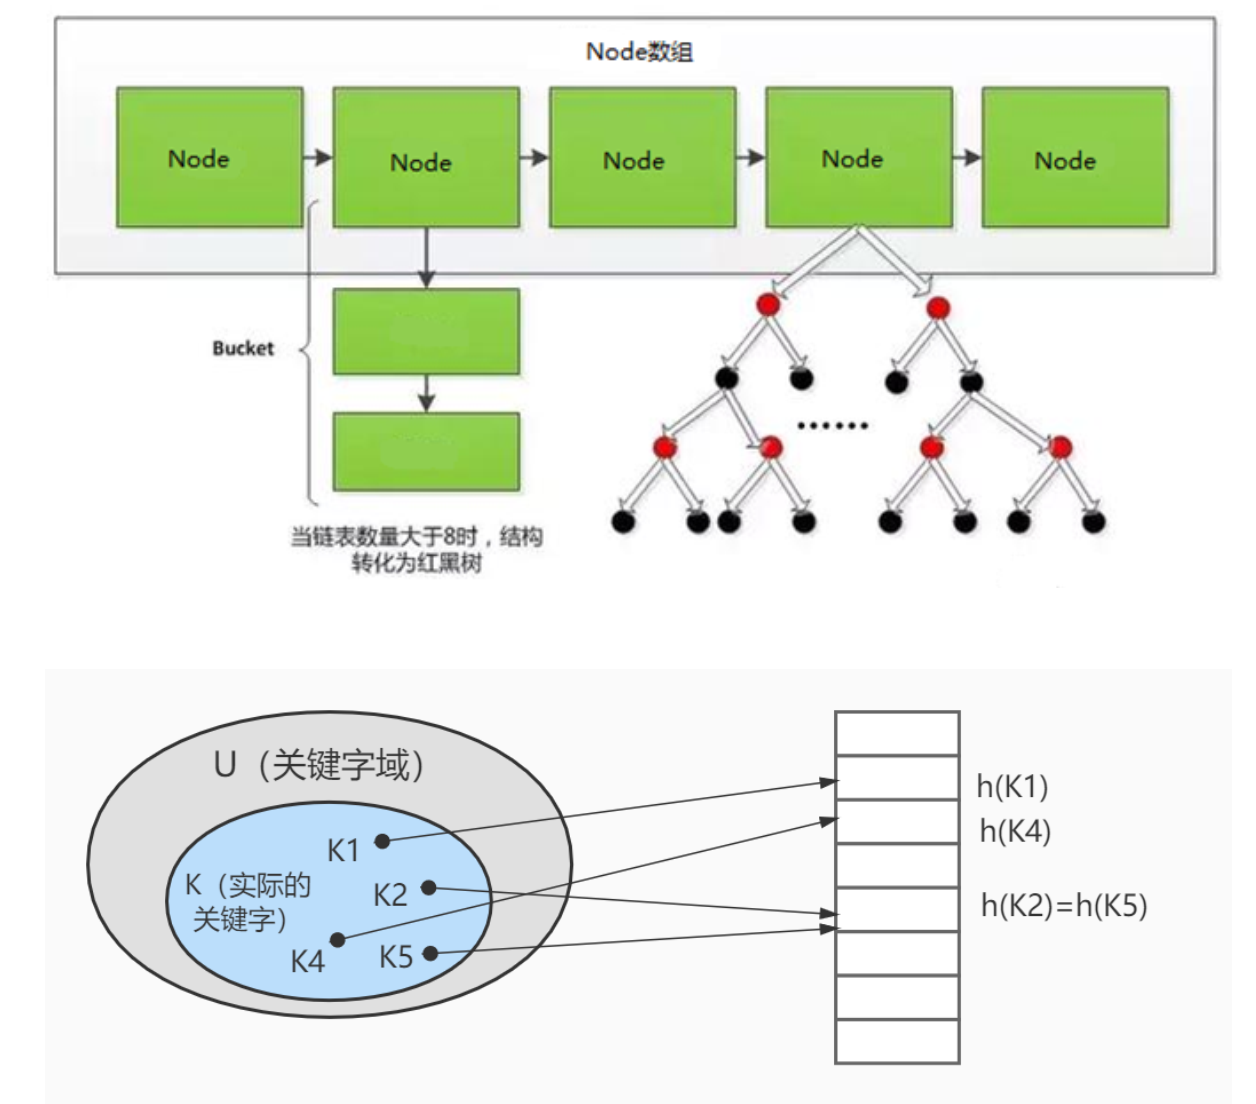 Node数组
Node
Node
Node
Node
Node
Bucket
当链表数量大于8时，结构
转化为红黑树
U（关键字域）
K1
K（实际的
关键字）
K2
K4
K5
h(K1)
h(K4)
h(K2)=h(K5)